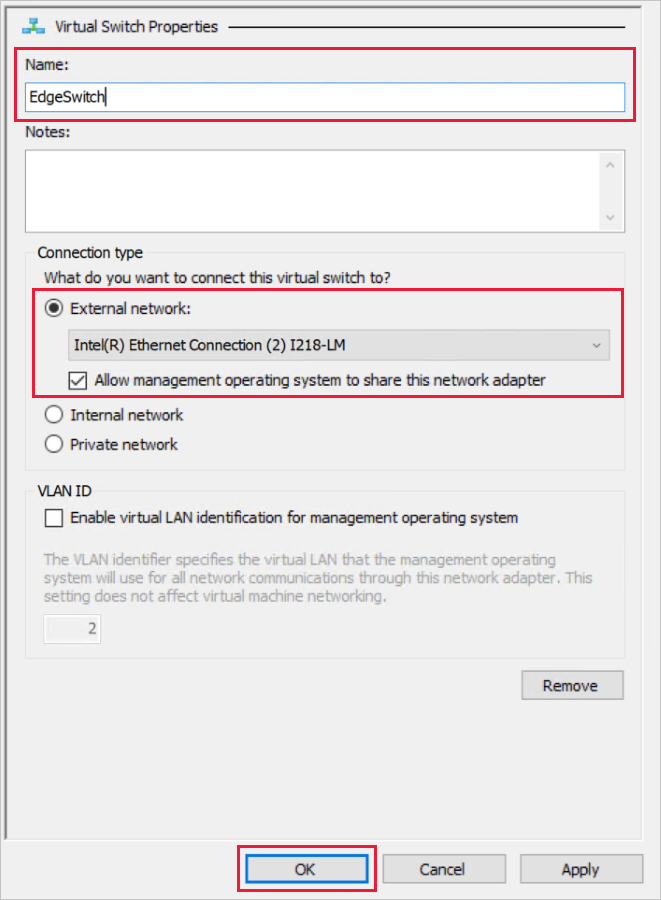 Virtual Switch Properties
Name:
EdgeSwitch
Notes:
Connection type
What do you want to connect this virtual switch to?
External network:
Intel(R) Ethernet Connection (2) I218-LM
Allow management operating system to share this network adapter
Internal network
Private network
VLAN ID
Enable virtual LAN identification for management operating system
The VLAN identifier specifies the virtual LAN that the management operating
system will use for all network communications through this network adapter. This
setting does not affect virtual machine networking.
2
Remove
OK
Cancel
Apply